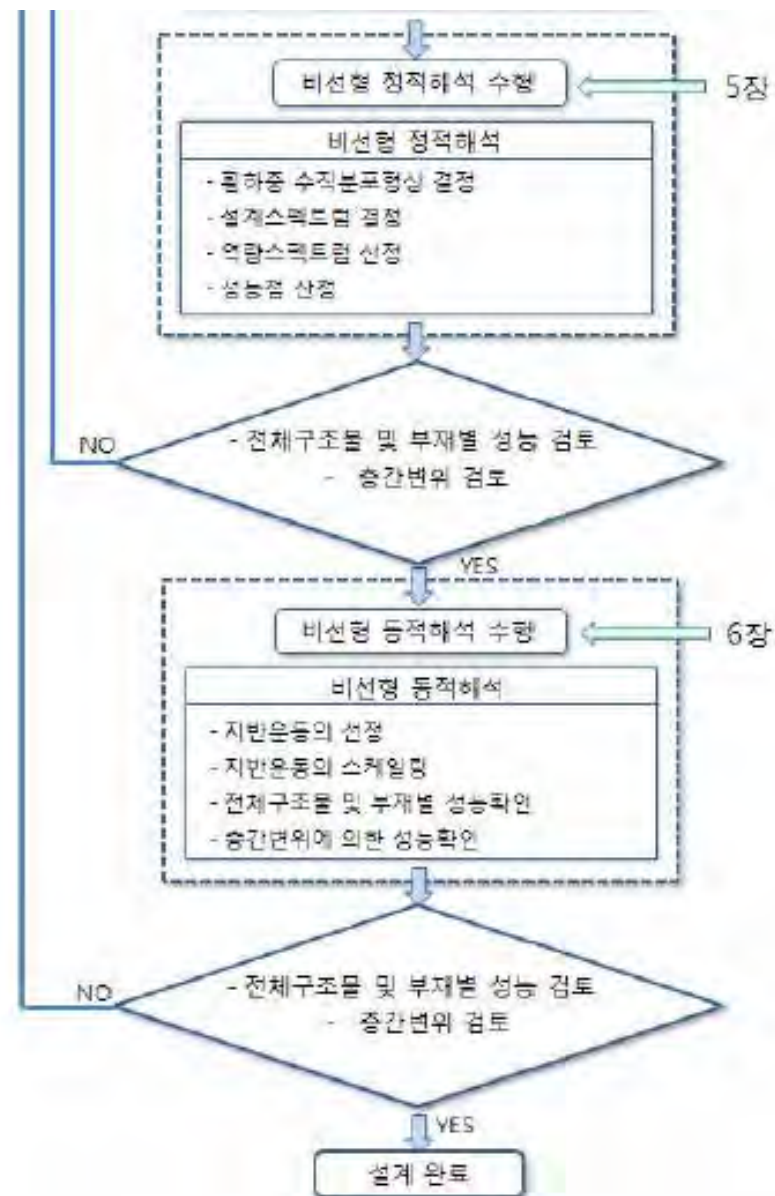 비선형 정적해석 수행
5장
비선형 정적해석
- 횡하중 수직분포형상 결정
- 설계스펙트럼 결정
- 역량스펙트럼 산정
- 성능점 산정
NO
- 전체구조물 및 부재별 성능 검토
- 층간변위 검토
YES
비선형 동적해석 수행
6장
비선형 동적해석
- 지반운동의 선정
- 지반운동의 스케일링
- 전체구조물 및 부재별 성능확인
- 층간변위에 의한 성능확인
NO
- 전체구조물 및 부재별 성능 검토
- 층간변위 검토
YES
설계 완료